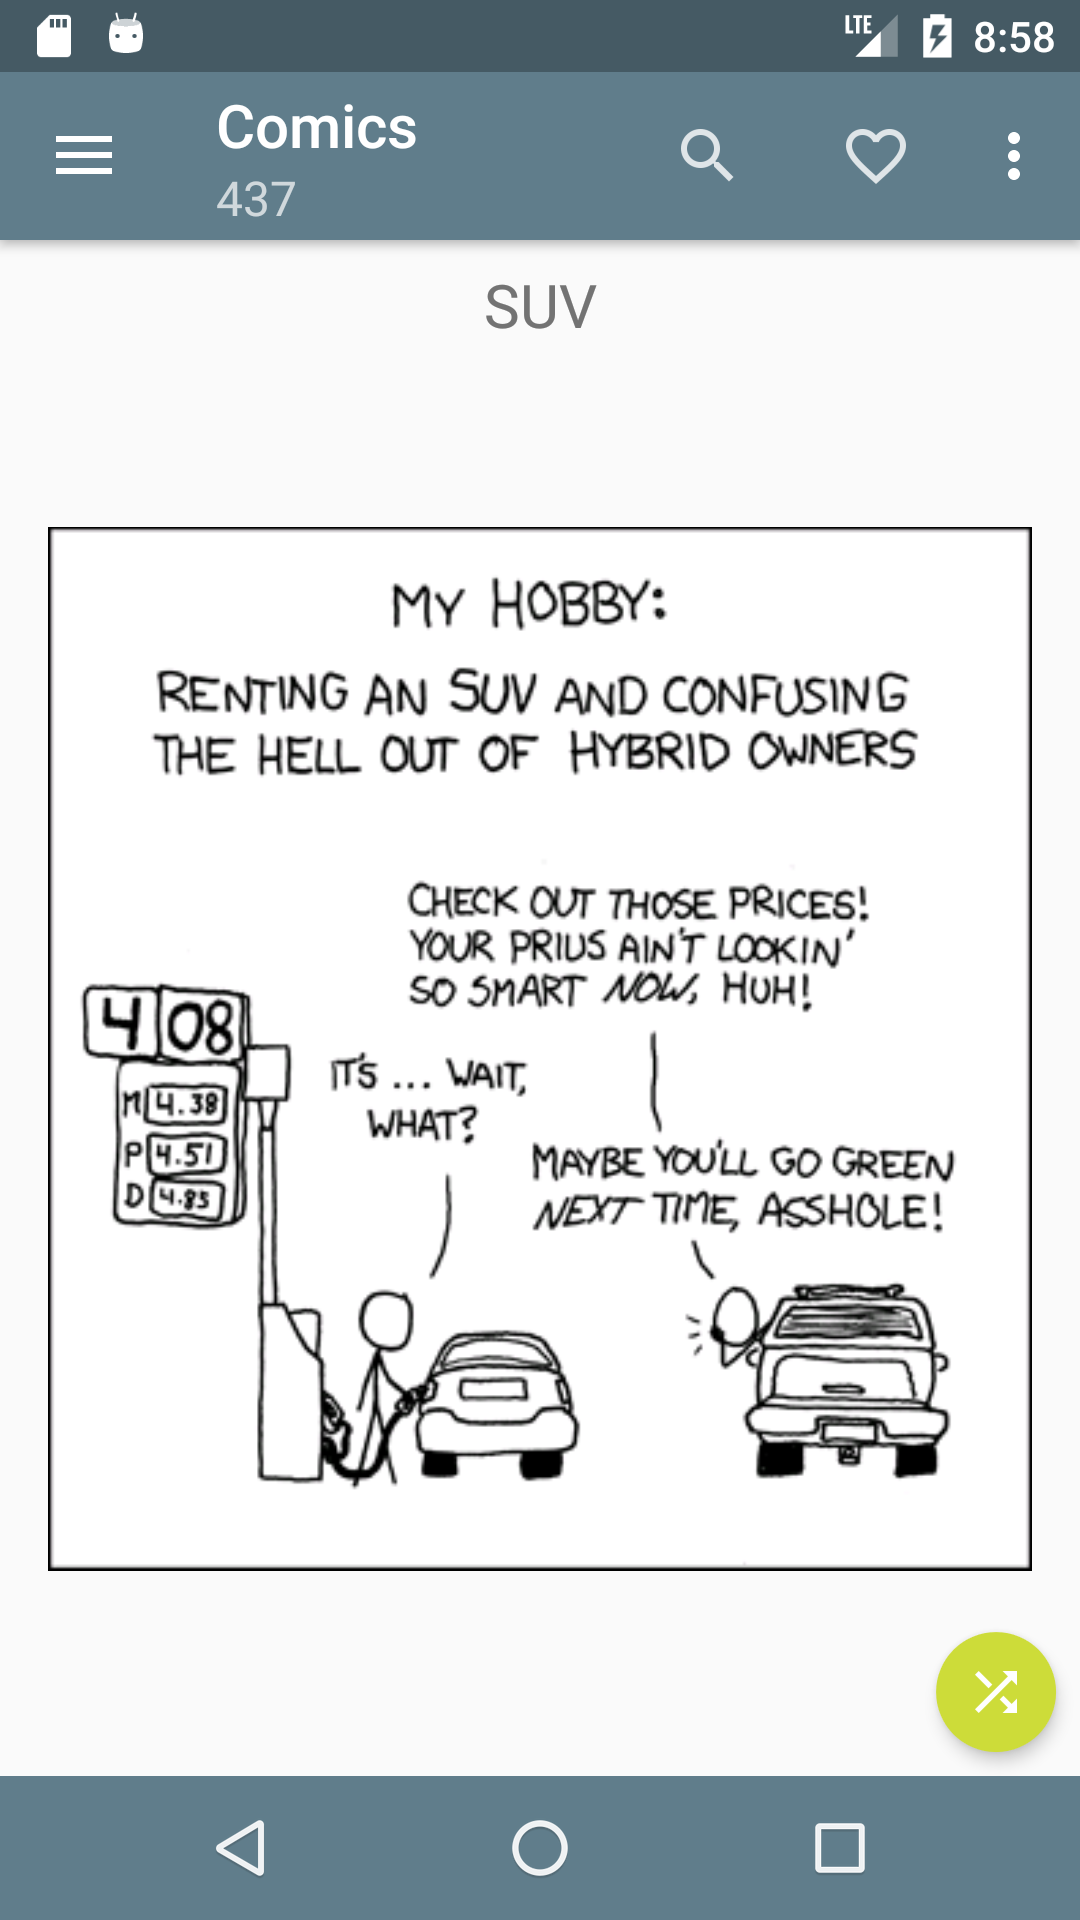 LTE 8:58
Comics
437
SUV
MY HOBBY:
RENTING AN SUV AND CONFUSING
THE HELL OUT OF HYBRID OWNERS
CHECK OUT THOSE PRICES!
YOUR PRIUS AIN'T LOOKIN'
SO SMART NOW, HUH!
4 08
M 4.38
P 4.51
D 4.85
IT'S ... WAIT,
WHAT?
MAYBE YOU'LL GO GREEN
NEXT TIME, ASSHOLE!